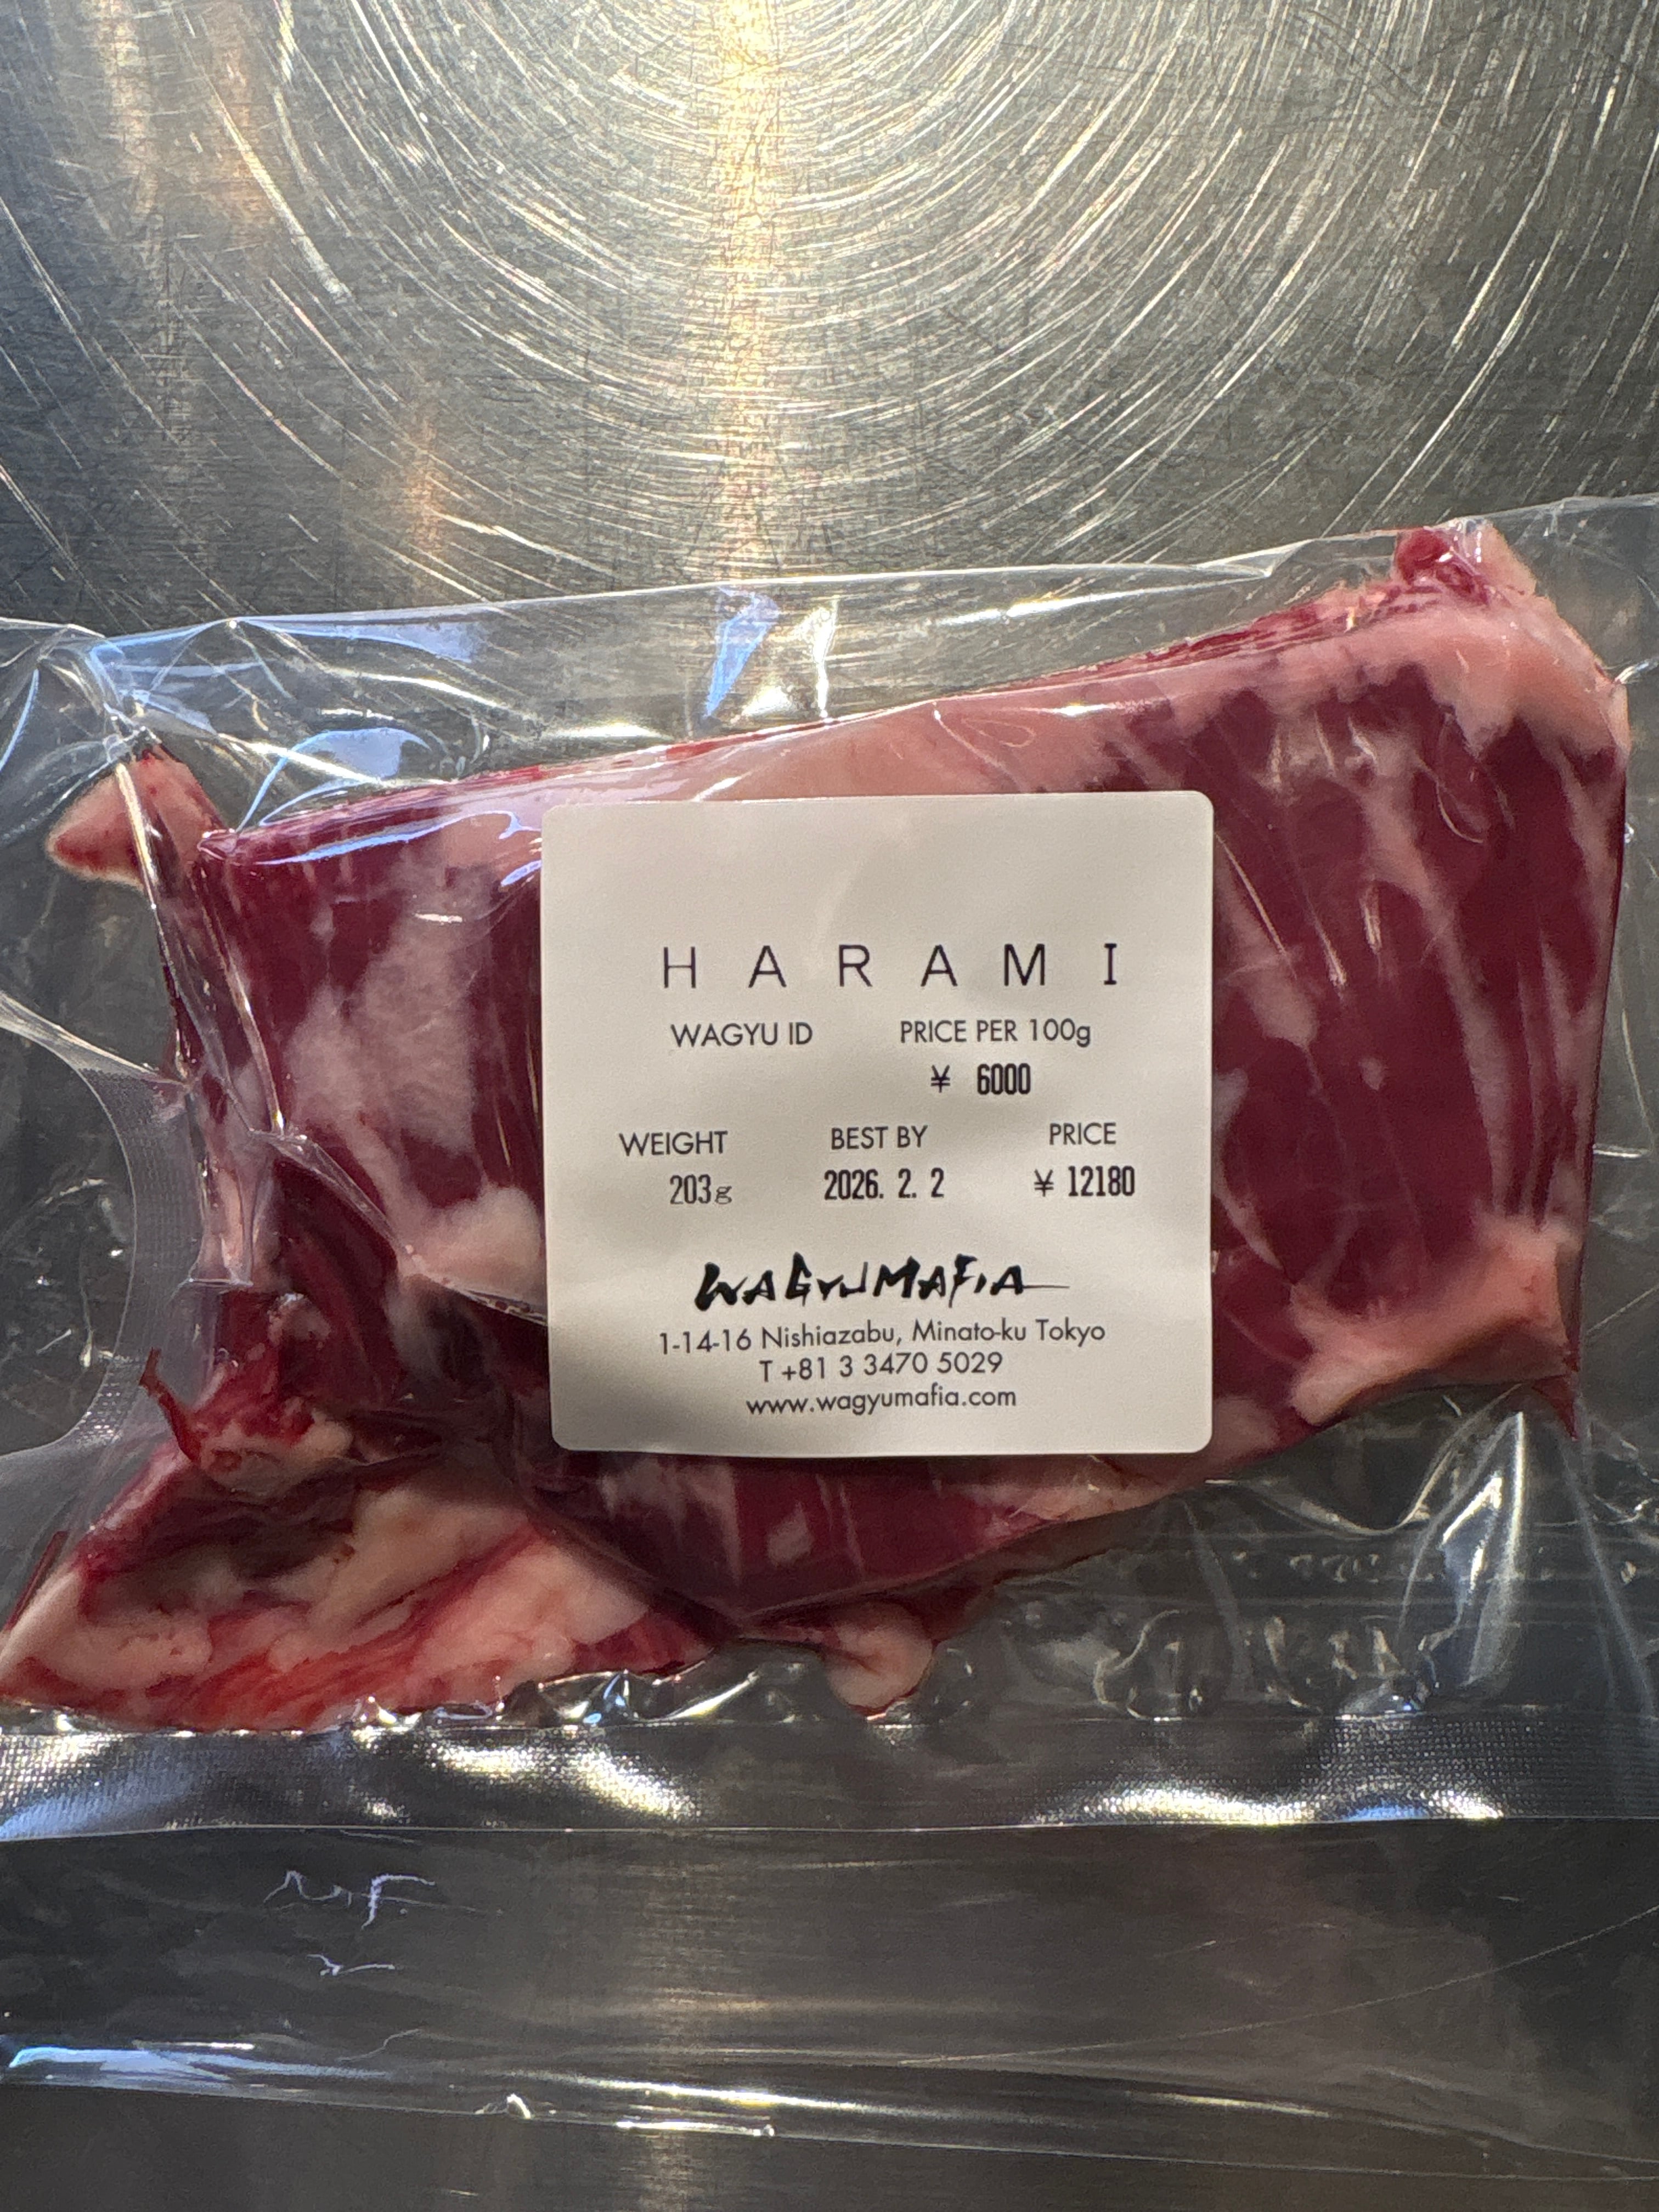 HARAMI
WAGYU ID PRICE PER 100g
¥ 6000
WEIGHT BEST BY PRICE
203g 2026. 2. 2 ¥ 12180
WAGYUMAFIA
1-14-16 Nishiazabu, Minato-ku Tokyo
T +81 3 3470 5029
www.wagyumafia.com